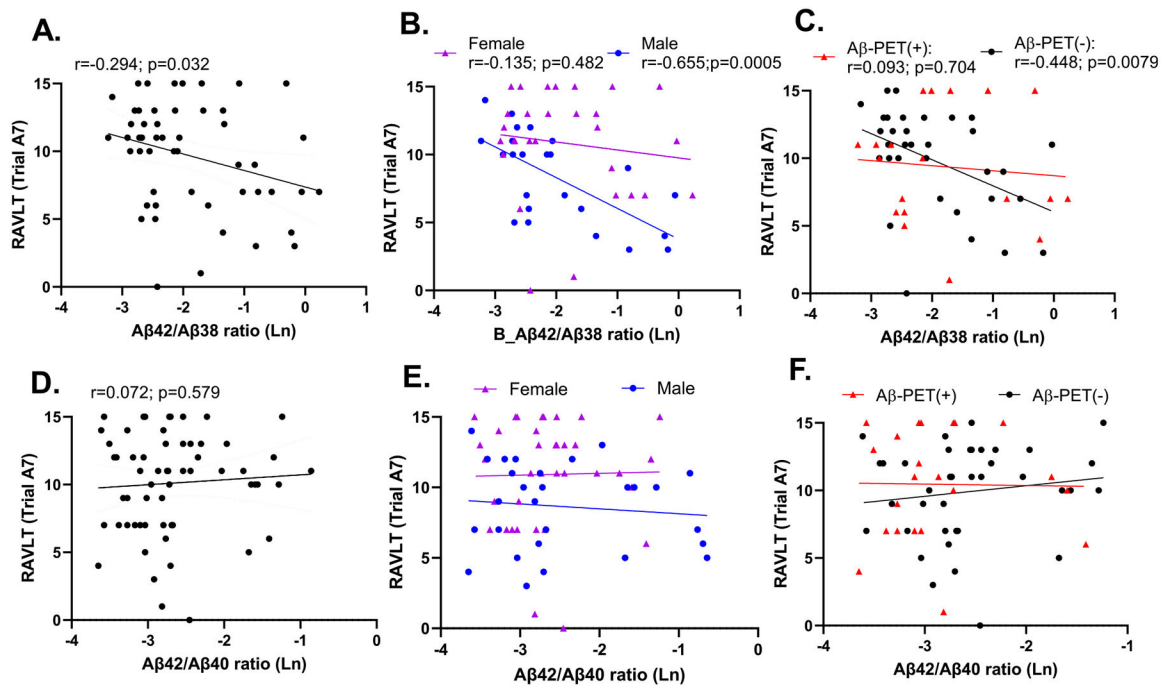 A.
r=-0.294; p=0.032
15
10
5
0
RAVLT (Trial A7)
-4 -3 -2 -1 0 1
Aβ42/Aβ38 ratio (Ln)
B.
Female Male
r=-0.135; p=0.482 r=-0.655;p=0.0005
15
10
5
0
RAVLT (Trial A7)
-4 -3 -2 -1 0 1
B_Aβ42/Aβ38 ratio (Ln)
C.
Aβ-PET(+): Aβ-PET(-):
r=0.093; p=0.704 r=-0.448; p=0.0079
15
10
5
0
RAVLT (Trial A7)
-4 -3 -2 -1 0 1
Aβ42/Aβ38 ratio (Ln)
D.
r=0.072; p=0.579
15
10
5
0
RAVLT (Trial A7)
-4 -3 -2 -1 0
Aβ42/Aβ40 ratio (Ln)
E.
Female Male
15
10
5
0
RAVLT (Trial A7)
-4 -3 -2 -1 0
Aβ42/Aβ40 ratio (Ln)
F.
Aβ-PET(+) Aβ-PET(-)
15
10
5
0
RAVLT (Trial A7)
-4 -3 -2 -1
Aβ42/Aβ40 ratio (Ln)